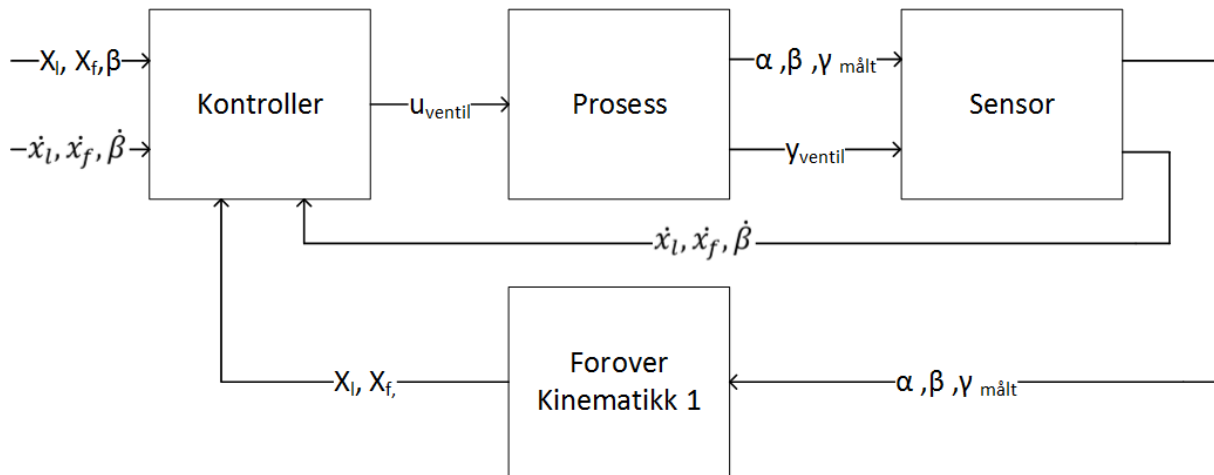 X_l, X_f,β
ẋ_l, ẋ_f, β̇
Kontroller
u_ventil
Prosess
α ,β ,γ målt
y_ventil
Sensor
ẋ_l, ẋ_f, β̇
Forover
Kinematikk 1
X_l, X_f,
α ,β ,γ målt